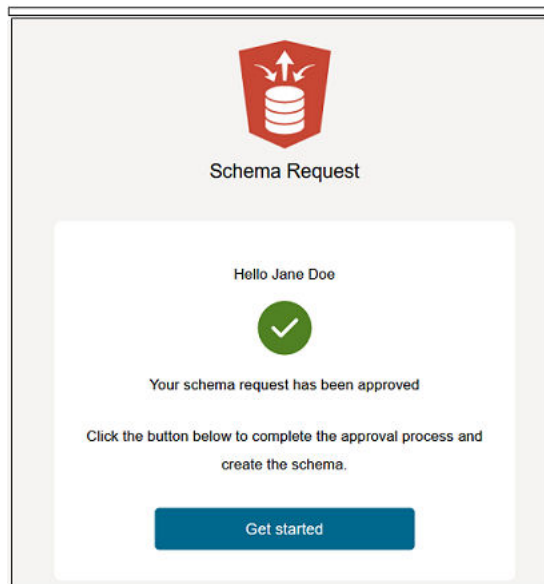 Schema Request
Hello Jane Doe
Your schema request has been approved
Click the button below to complete the approval process and
create the schema.
Get started